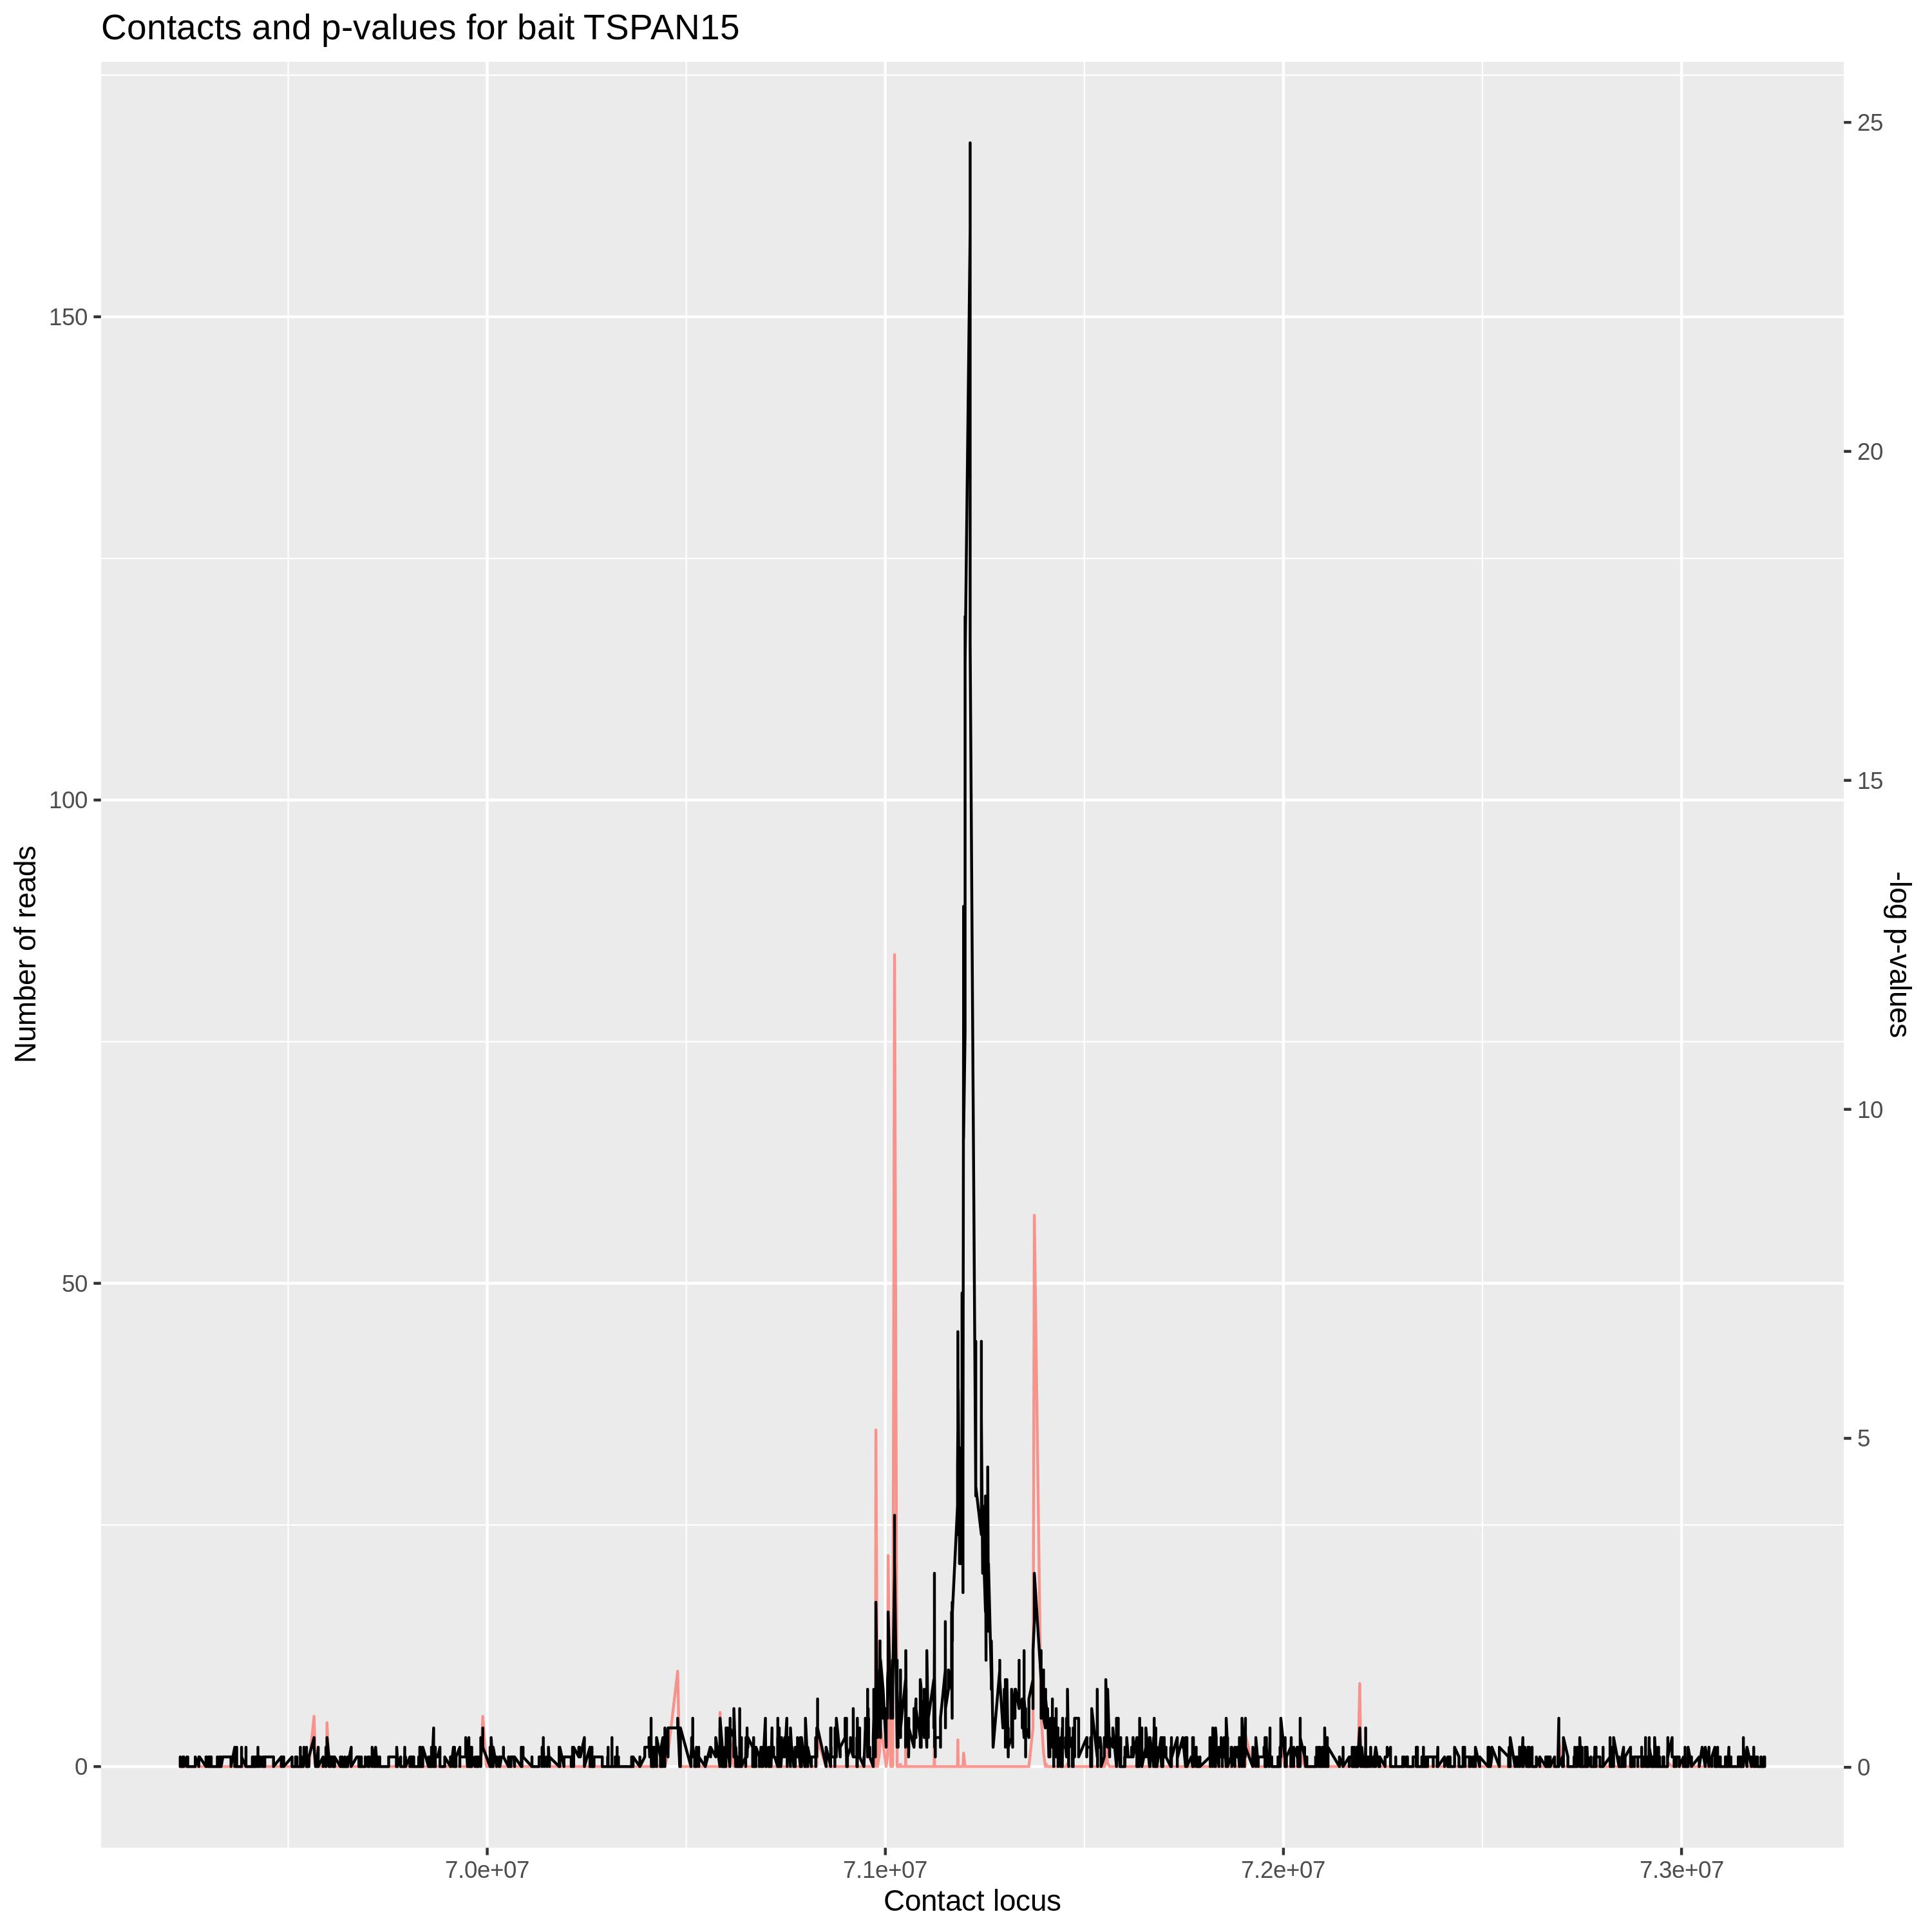 Contacts and p-values for bait TSPAN15
25
150
20
15
100
Number of reads
-log p-values
10
50
5
0
0
7.0e+07
7.1e+07
7.2e+07
7.3e+07
Contact locus